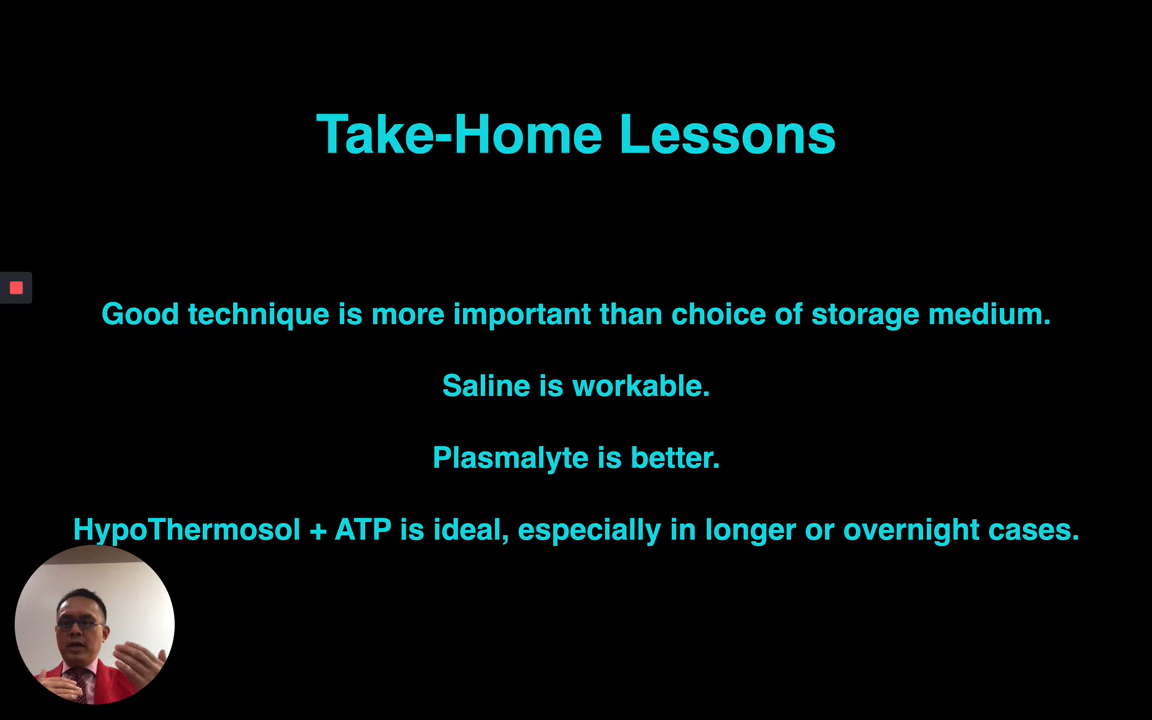 Take-Home Lessons
Good technique is more important than choice of storage medium.
Saline is workable.
Plasmalyte is better.
HypoThermosol + ATP is ideal, especially in longer or overnight cases.